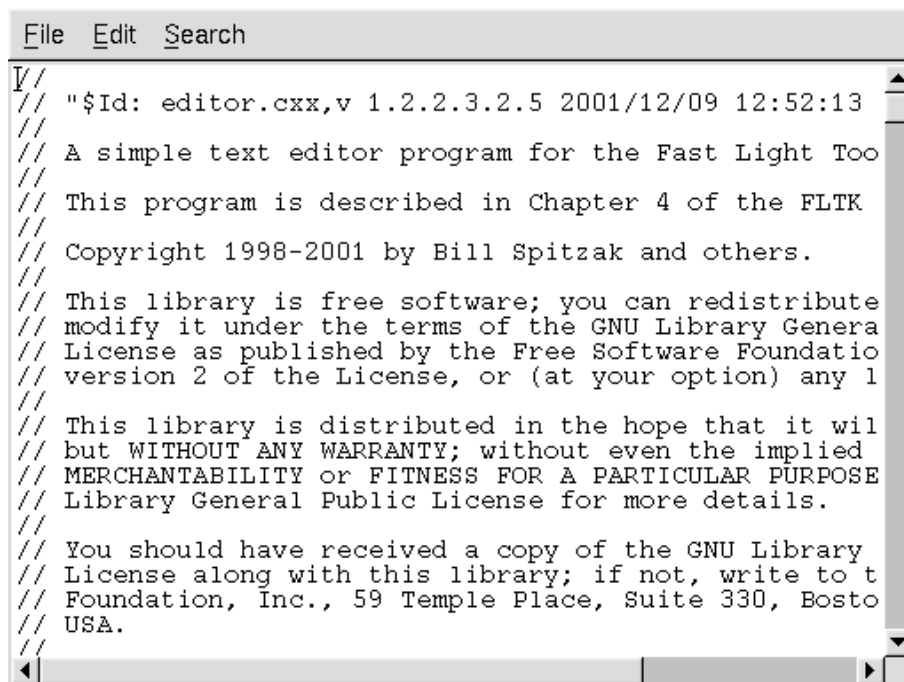 File Edit Search
//
// "$Id: editor.cxx,v 1.2.2.3.2.5 2001/12/09 12:52:13
//
// A simple text editor program for the Fast Light Too
//
// This program is described in Chapter 4 of the FLTK
//
// Copyright 1998-2001 by Bill Spitzak and others.
//
// This library is free software; you can redistribute
// modify it under the terms of the GNU Library Genera
// License as published by the Free Software Foundatio
// version 2 of the License, or (at your option) any l
//
// This library is distributed in the hope that it wil
// but WITHOUT ANY WARRANTY; without even the implied
// MERCHANTABILITY or FITNESS FOR A PARTICULAR PURPOSE
// Library General Public License for more details.
//
// You should have received a copy of the GNU Library
// License along with this library; if not, write to t
// Foundation, Inc., 59 Temple Place, Suite 330, Bosto
// USA.
//